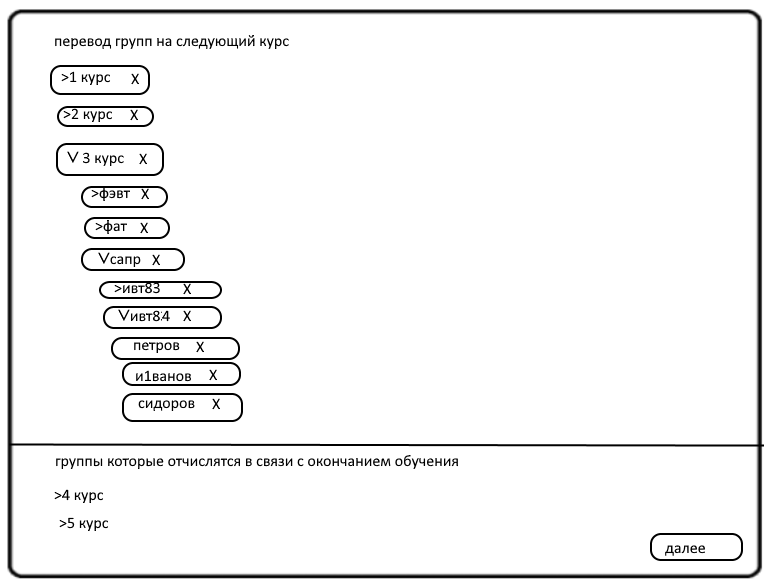 перевод групп на следующий курс
>1 курс X
>2 курс X
V 3 курс X
>фэвт X
>фат X
Vсапр X
>ивт83 X
Vивт84 X
петров X
и1ванов X
сидоров X
группы которые отчислятся в связи с окончанием обучения
>4 курс
>5 курс
далее